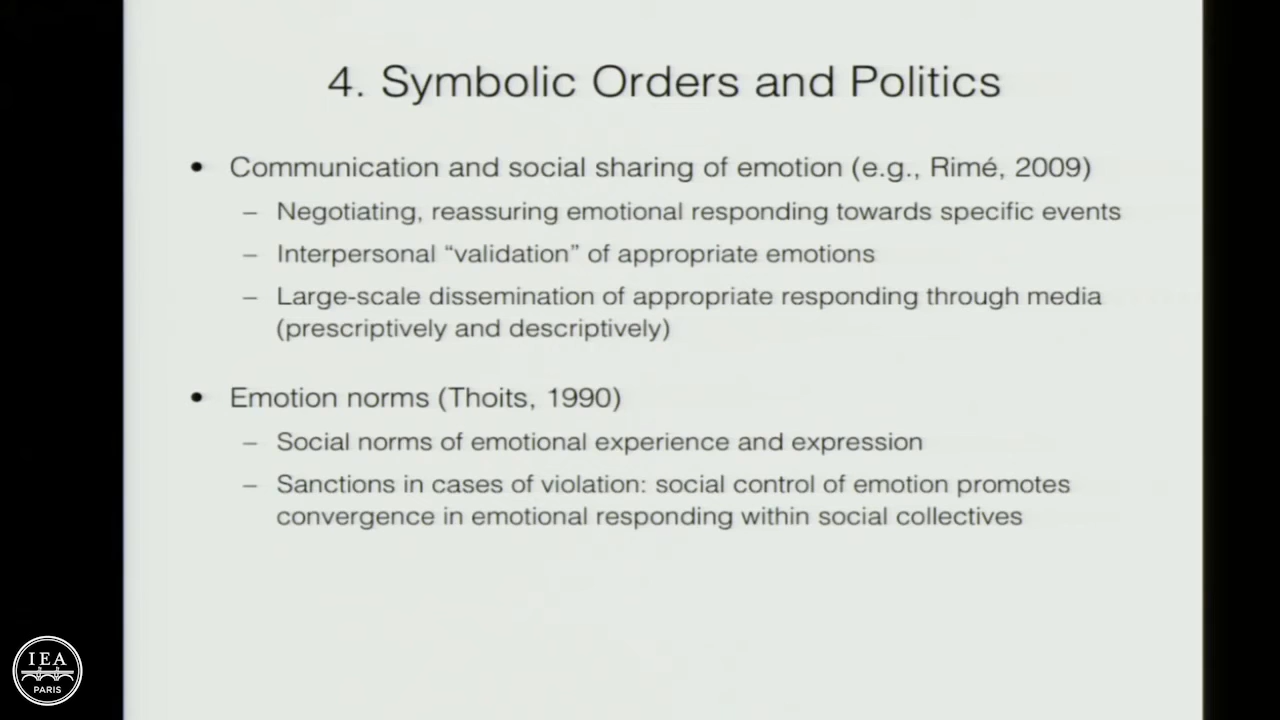 4. Symbolic Orders and Politics
• Communication and social sharing of emotion (e.g., Rimé, 2009)
– Negotiating, reassuring emotional responding towards specific events
– Interpersonal “validation” of appropriate emotions
– Large-scale dissemination of appropriate responding through media
(prescriptively and descriptively)
• Emotion norms (Thoits, 1990)
– Social norms of emotional experience and expression
– Sanctions in cases of violation: social control of emotion promotes
convergence in emotional responding within social collectives
IEA
PARIS